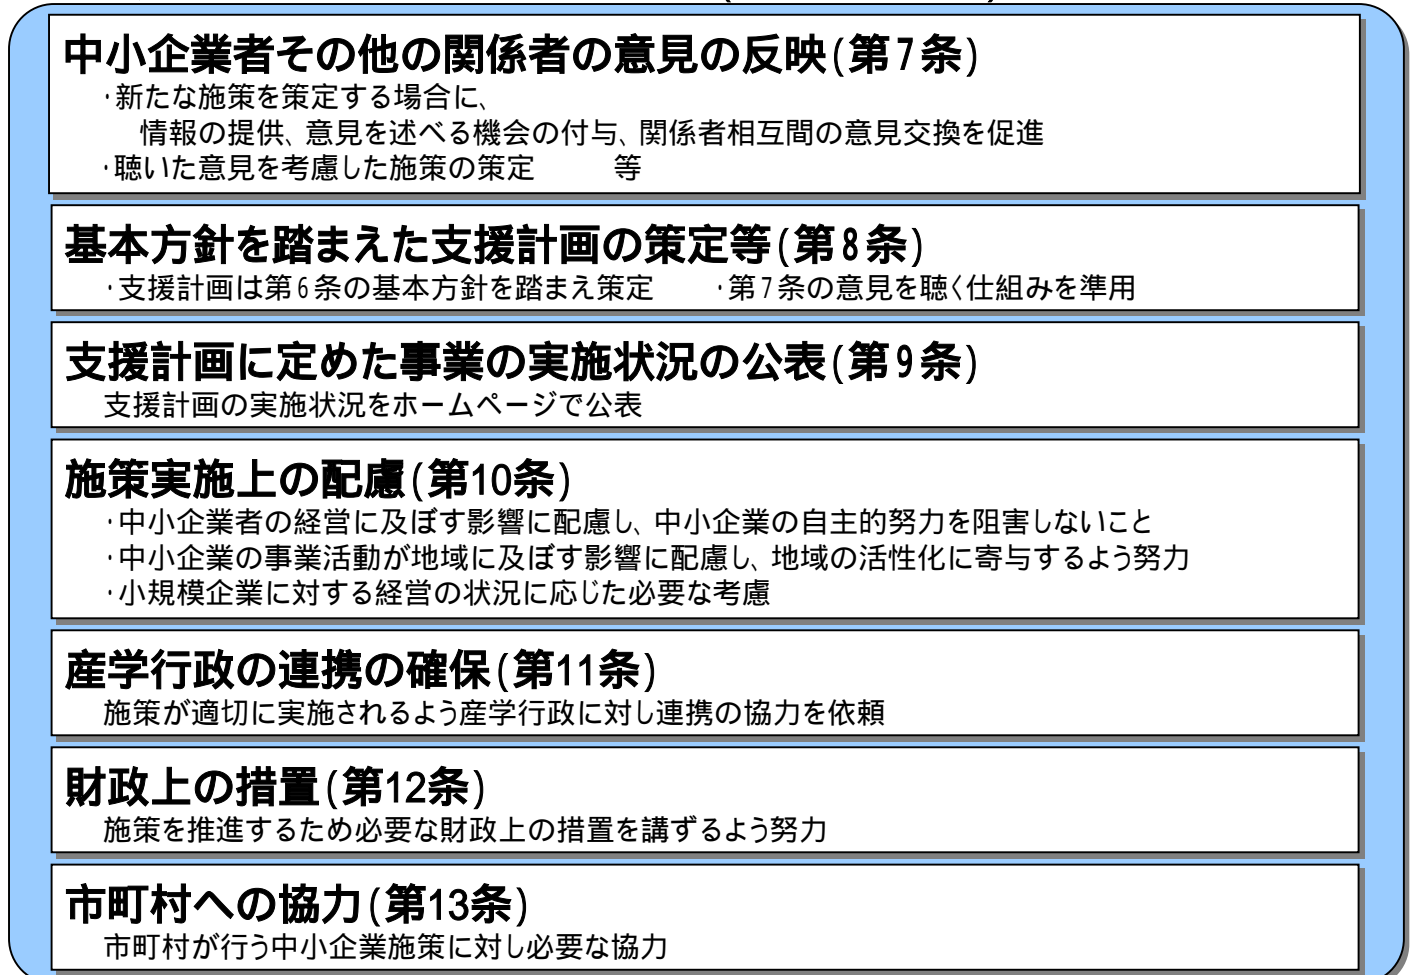 中小企業者その他の関係者の意見の反映(第7条)
・新たな施策を策定する場合に、
情報の提供、意見を述べる機会の付与、関係者相互間の意見交換を促進
・聴いた意見を考慮した施策の策定　　等
基本方針を踏まえた支援計画の策定等(第8条)
・支援計画は第6条の基本方針を踏まえ策定　　・第7条の意見を聴く仕組みを準用
支援計画に定めた事業の実施状況の公表(第9条)
支援計画の実施状況をホームページで公表
施策実施上の配慮(第10条)
・中小企業者の経営に及ぼす影響に配慮し、中小企業の自主的努力を阻害しないこと
・中小企業の事業活動が地域に及ぼす影響に配慮し、地域の活性化に寄与するよう努力
・小規模企業に対する経営の状況に応じた必要な考慮
産学行政の連携の確保(第11条)
施策が適切に実施されるよう産学行政に対し連携の協力を依頼
財政上の措置(第12条)
施策を推進するため必要な財政上の措置を講ずるよう努力
市町村への協力(第13条)
市町村が行う中小企業施策に対し必要な協力